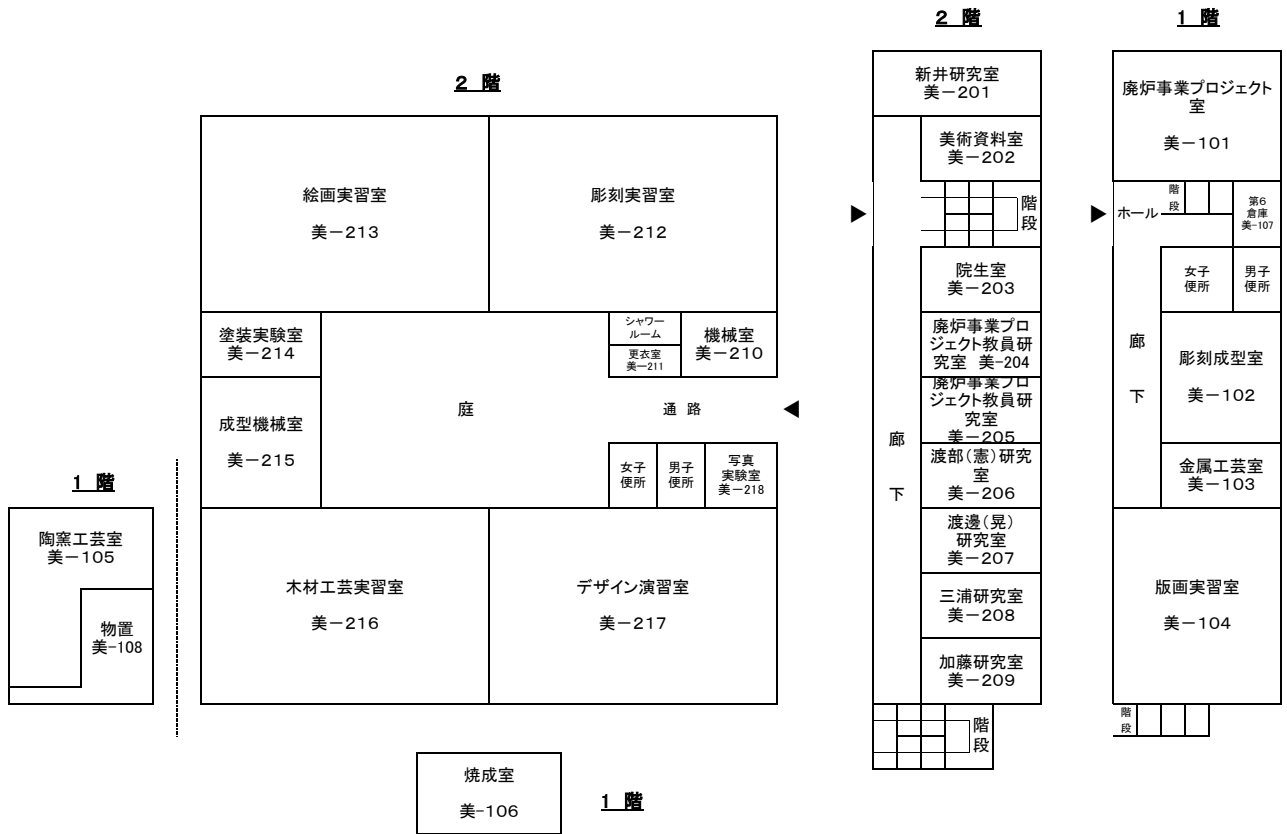 ２ 階
絵画実習室
美－213
彫刻実習室
美－212
塗装実験室
美－214
シャワー
ルーム
更衣室
美－211
機械室
美－210
成型機械室
美－215
庭
通 路
◀
女子
便所
男子
便所
写真
実験室
美－218
木材工芸実習室
美－216
デザイン演習室
美－217
１ 階
陶窯工芸室
美－105
物置
美-108
焼成室
美-106
１ 階
２ 階
新井研究室
美－201
美術資料室
美－202
▶
階
段
院生室
美－203
廃炉事業プロ
ジェクト教員研
究室 美-204
廃炉事業プロ
ジェクト教員研
究室
美－205
廊
下
渡部(憲)研究
室
美－206
渡邊(晃)
研究室
美－207
三浦研究室
美－208
加藤研究室
美－209
階
段
１ 階
廃炉事業プロジェクト
室
美－101
▶
ホール
階
段
第6
倉庫
美-107
女子
便所
男子
便所
廊
下
彫刻成型室
美－102
金属工芸室
美－103
版画実習室
美－104
階
段